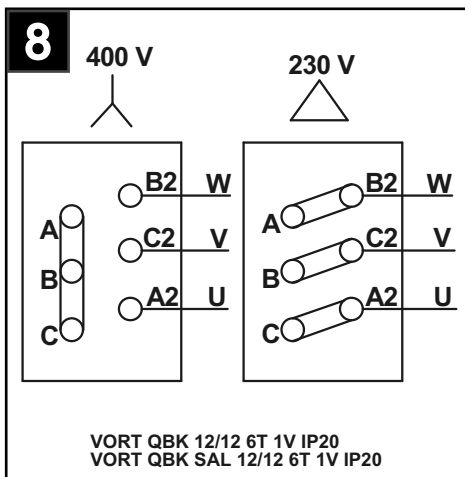 8
400 V 230 V
B2 W B2 W
A A
C2 V C2 V
B B
A2 U A2 U
C C
VORT QBK 12/12 6T 1V IP20
VORT QBK SAL 12/12 6T 1V IP20